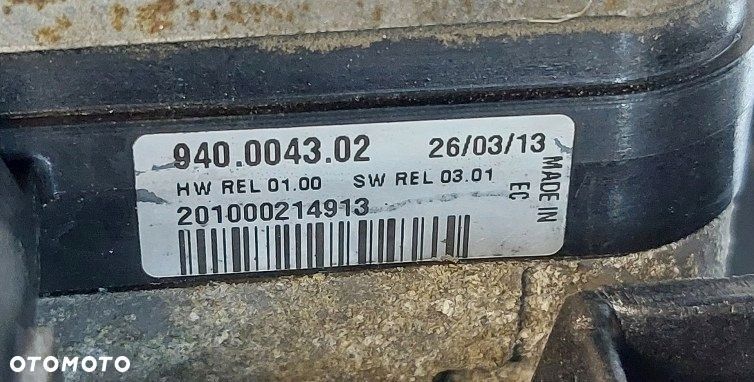 940.0043.02 26/03/13
HW REL 01.00 SW REL 03.01
201000214913
MADE IN
EC
OTOMOTO